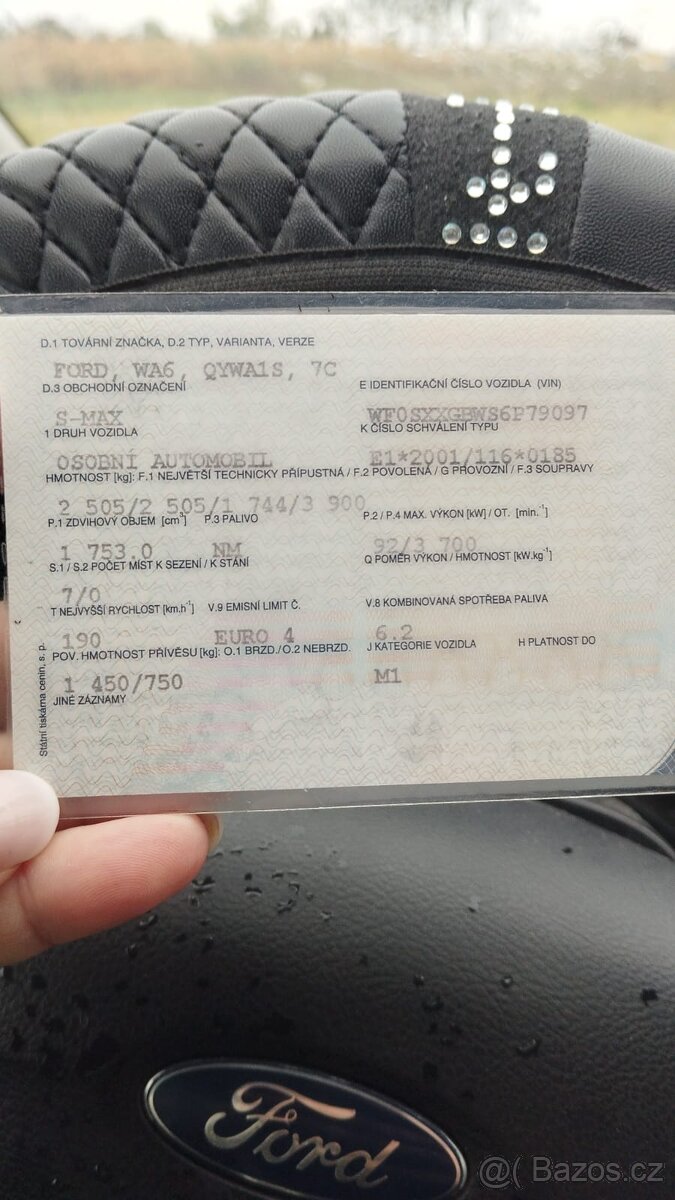 D.1 TOVÁRNÍ ZNAČKA, D.2 TYP, VARIANTA, VERZE
FORD, WA6, QYWA1S, 7C
D.3 OBCHODNÍ OZNAČENÍ
E IDENTIFIKAČNÍ ČÍSLO VOZIDLA (VIN)
S-MAX
WF0SXXGBWS6P79097
1 DRUH VOZIDLA
K ČÍSLO SCHVÁLENÍ TYPU
OSOBNÍ AUTOMOBIL
E1*2001/116*0185
HMOTNOST [kg]: F.1 NEJVĚTŠÍ TECHNICKY PŘÍPUSTNÁ / F.2 POVOLENÁ / G PROVOZNÍ / F.3 SOUPRAVY
2 505/2 505/1 744/3 900
P.1 ZDVIHOVÝ OBJEM [cm³] P.3 PALIVO
P.2 / P.4 MAX. VÝKON [kW] / OT. [min.-1]
1 753.0 NM
92/3 700
S.1 / S.2 POČET MÍST K SEZENÍ / K STÁNÍ
Q POMĚR VÝKON / HMOTNOST [kW.kg-1]
7/0
T NEJVYŠŠÍ RYCHLOST [km.h-1] V.9 EMISNÍ LIMIT Č.
V.8 KOMBINOVANÁ SPOTŘEBA PALIVA
190 EURO 4
6.2
POV. HMOTNOST PŘÍVĚSU [kg]: O.1 BRZD./O.2 NEBRZD.
J KATEGORIE VOZIDLA H PLATNOST DO
1 450/750
M1
JINÉ ZÁZNAMY
Státní tiskárna cenin, s. p.
Ford
@( Bazos.cz